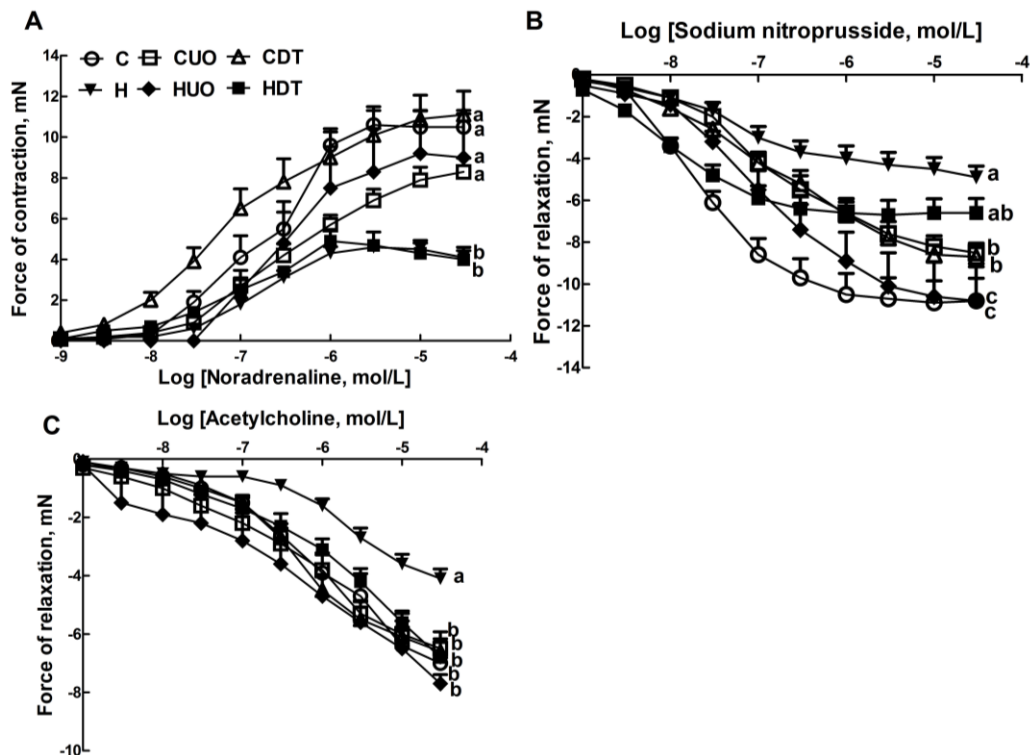 A
Force of contraction, mN
14
12
10
8
6
4
2
C CUO CDT
H HUO HDT
a
a
a
a
b
b
-9 -8 -7 -6 -5 -4
Log [Noradrenaline, mol/L]
B
Log [Sodium nitroprusside, mol/L]
-8 -7 -6 -5 -4
Force of relaxation, mN
0
-2
-4
-6
-8
-10
-12
-14
a
ab
b
b
c
c
C
Log [Acetylcholine, mol/L]
-8 -7 -6 -5 -4
Force of relaxation, mN
0
-2
-4
-6
-8
-10
a
b
b
b
b
b